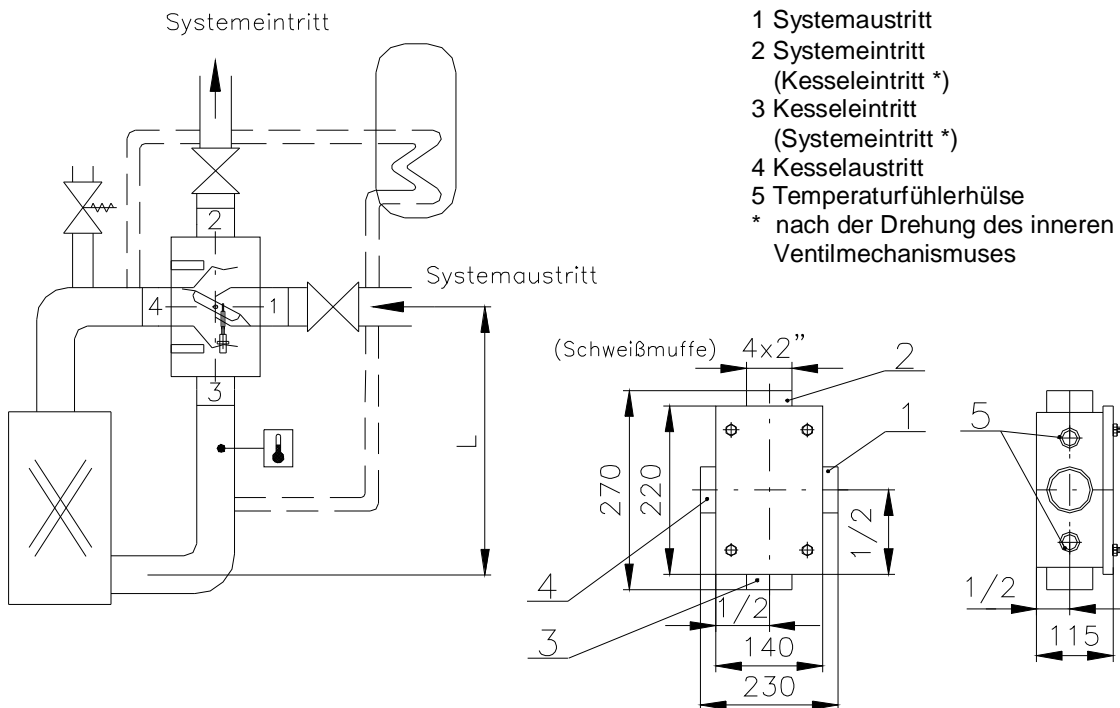 Systemeintritt
1 Systemaustritt
2 Systemeintritt
(Kesseleintritt *)
3 Kesseleintritt
(Systemeintritt *)
4 Kesselaustritt
5 Temperaturfühlerhülse
* nach der Drehung des inneren
Ventilmechanismuses
2
4
1
3
Systemaustritt
L
(Schweißmuffe)
4x2”
2
1
270
220
1/2
4
3
1/2
140
230
5
1/2
115